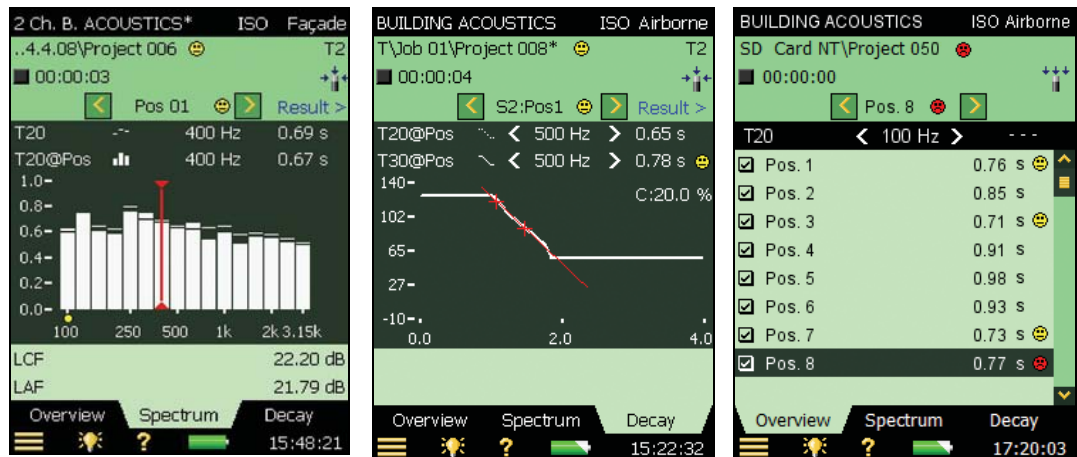 2 Ch. B. ACOUSTICS* ISO Façade
..4.4.08\Project 006 T2
00:00:03
< Pos 01 > Result >
T20 400 Hz 0.69 s
T20@Pos 400 Hz 0.67 s
1.0-
0.8-
0.6-
0.4-
0.2-
0.0-
100 250 500 1k 2k 3.15k
LCF 22.20 dB
LAF 21.79 dB
Overview Spectrum Decay
? 15:48:21
BUILDING ACOUSTICS ISO Airborne
T\Job 01\Project 008* T2
00:00:04
< S2:Pos1 > Result >
T20@Pos < 500 Hz > 0.65 s
T30@Pos < 500 Hz > 0.78 s
140-
C:20.0 %
102-
65-
27-
-10-
0.0 2.0 4.0
Overview Spectrum Decay
? 15:22:32
BUILDING ACOUSTICS ISO Airborne
SD Card NT\Project 050
00:00:00
< Pos. 8 >
T20 < 100 Hz > ---
Pos. 1 0.76 s
Pos. 2 0.85 s
Pos. 3 0.71 s
Pos. 4 0.91 s
Pos. 5 0.98 s
Pos. 6 0.93 s
Pos. 7 0.73 s
Pos. 8 0.77 s
Overview Spectrum Decay
? 17:20:03